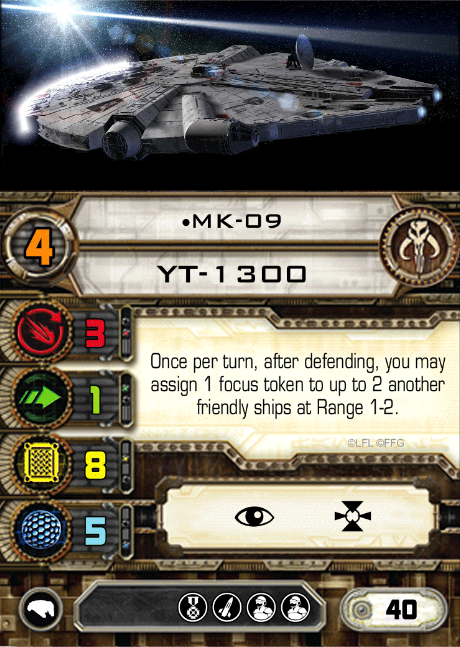 •MK-09
4
YT-1300
3
1
8
5
Once per turn, after defending, you may
assign 1 focus token to up to 2 another
friendly ships at Range 1-2.
©LFL ©FFG
40